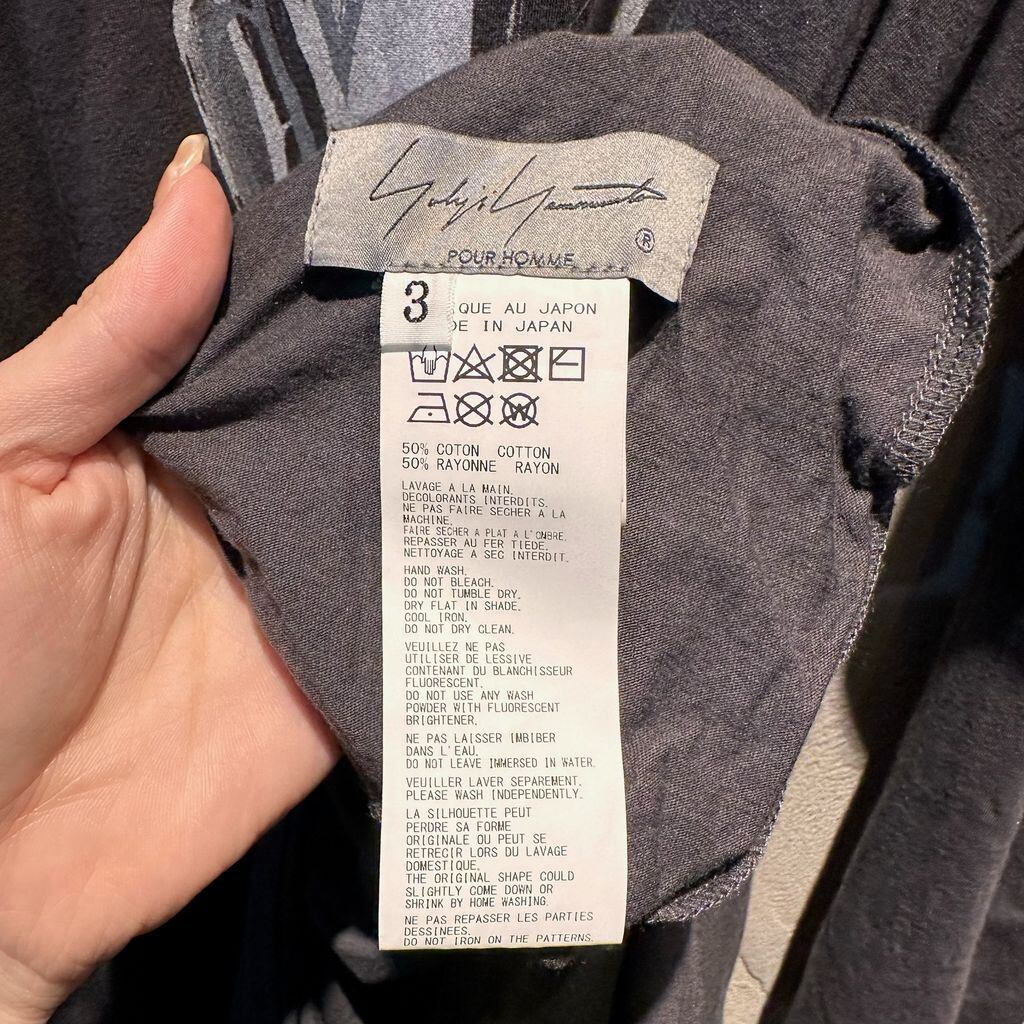 Yohji Yamamoto
®
POUR HOMME
3
QUE AU JAPON
DE IN JAPAN
W
50% COTON COTTON
50% RAYONNE RAYON
LAVAGE A LA MAIN.
DECOLORANTS INTERDITS.
NE PAS FAIRE SECHER A LA
MACHINE.
FAIRE SECHER A PLAT A L'OMBRE.
REPASSER AU FER TIEDE.
NETTOYAGE A SEC INTERDIT.
HAND WASH.
DO NOT BLEACH.
DO NOT TUMBLE DRY.
DRY FLAT IN SHADE.
COOL IRON.
DO NOT DRY CLEAN.
VEUILLEZ NE PAS
UTILISER DE LESSIVE
CONTENANT DU BLANCHISSEUR
FLUORESCENT.
DO NOT USE ANY WASH
POWDER WITH FLUORESCENT
BRIGHTENER.
NE PAS LAISSER IMBIBER
DANS L'EAU.
DO NOT LEAVE IMMERSED IN WATER.
VEUILLER LAVER SEPAREMENT.
PLEASE WASH INDEPENDENTLY.
LA SILHOUETTE PEUT
PERDRE SA FORME
ORIGINALE OU PEUT SE
RETRECIR LORS DU LAVAGE
DOMESTIQUE.
THE ORIGINAL SHAPE COULD
SLIGHTLY COME DOWN OR
SHRINK BY HOME WASHING.
NE PAS REPASSER LES PARTIES
DESSINEES.
DO NOT IRON ON THE PATTERNS.